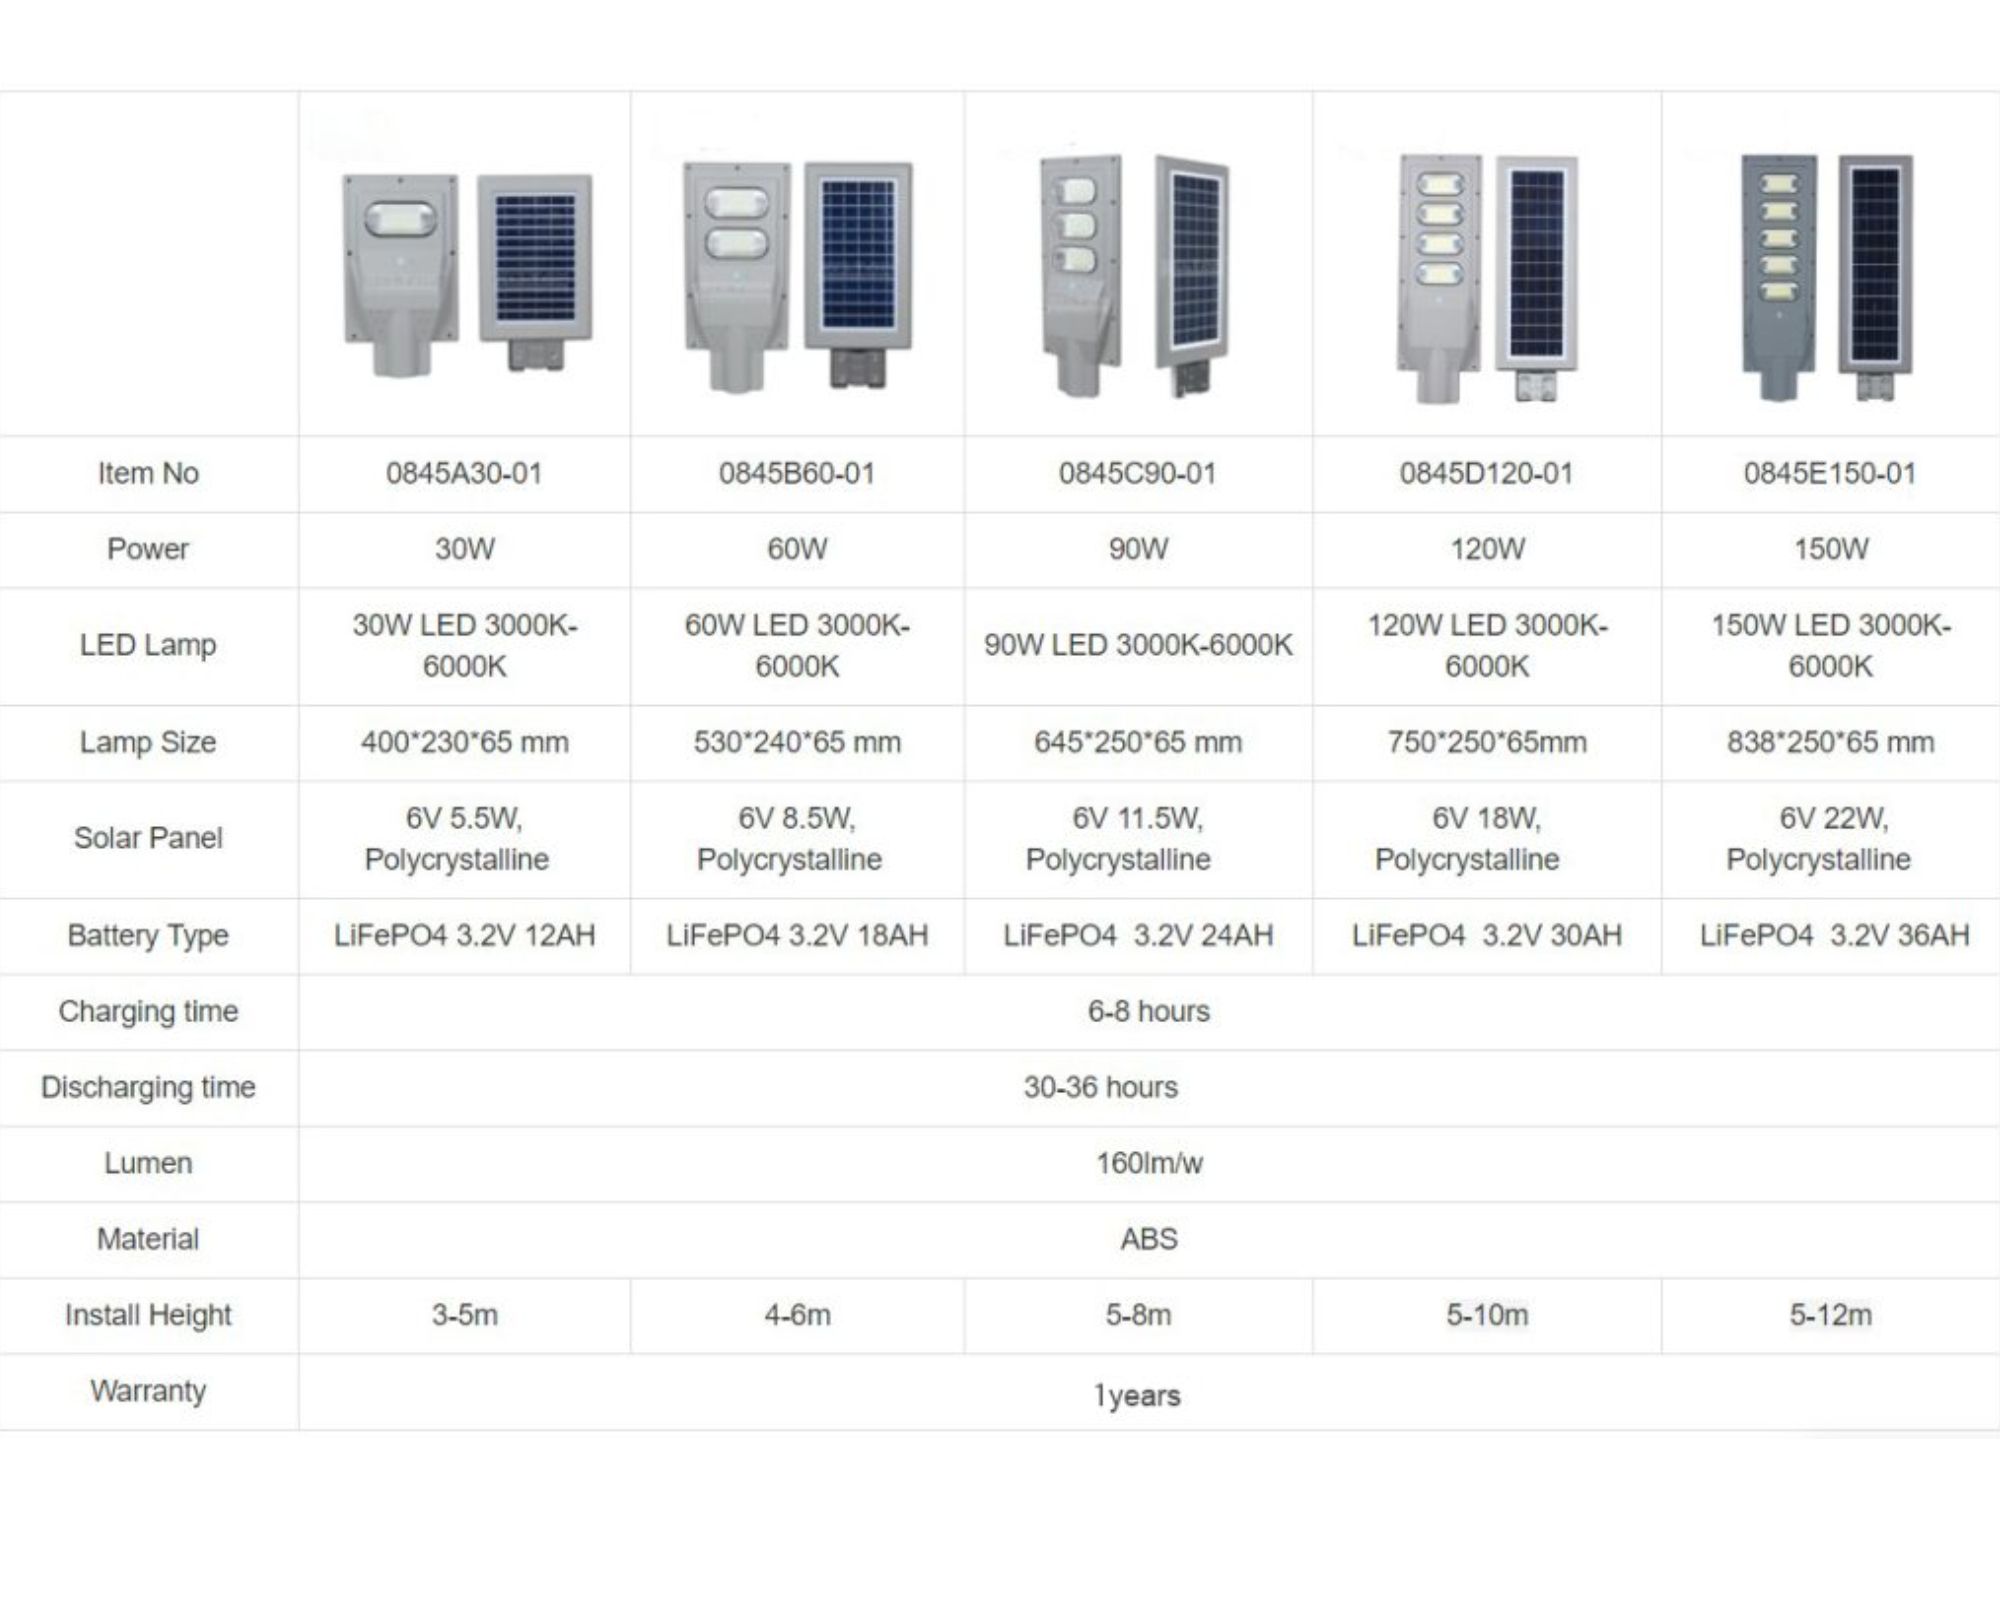 Item No 0845A30-01 0845B60-01 0845C90-01 0845D120-01 0845E150-01
Power 30W 60W 90W 120W 150W
LED Lamp 30W LED 3000K- 60W LED 3000K- 90W LED 3000K-6000K 120W LED 3000K- 150W LED 3000K-
6000K 6000K 6000K 6000K
Lamp Size 400*230*65 mm 530*240*65 mm 645*250*65 mm 750*250*65mm 838*250*65 mm
Solar Panel 6V 5.5W, 6V 8.5W, 6V 11.5W, 6V 18W, 6V 22W,
Polycrystalline Polycrystalline Polycrystalline Polycrystalline Polycrystalline
Battery Type LiFePO4 3.2V 12AH LiFePO4 3.2V 18AH LiFePO4 3.2V 24AH LiFePO4 3.2V 30AH LiFePO4 3.2V 36AH
Charging time 6-8 hours
Discharging time 30-36 hours
Lumen 160lm/w
Material ABS
Install Height 3-5m 4-6m 5-8m 5-10m 5-12m
Warranty 1years